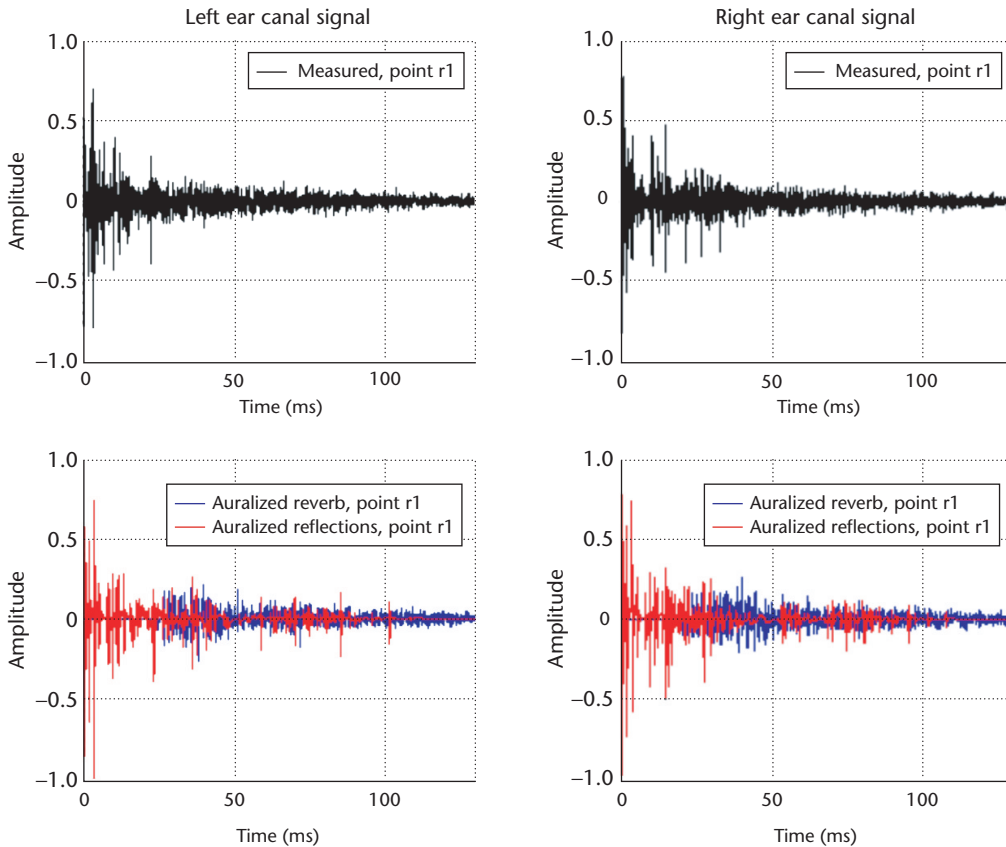 Left ear canal signal
Right ear canal signal
1.0
0.5
0
−0.5
−1.0
Amplitude
Measured, point r1
0
50
100
Time (ms)
1.0
0.5
0
−0.5
−1.0
Amplitude
Measured, point r1
0
50
100
Time (ms)
1.0
0.5
0
−0.5
−1.0
Amplitude
Auralized reverb, point r1
Auralized reflections, point r1
0
50
100
Time (ms)
1.0
0.5
0
−0.5
−1.0
Amplitude
Auralized reverb, point r1
Auralized reflections, point r1
0
50
100
Time (ms)